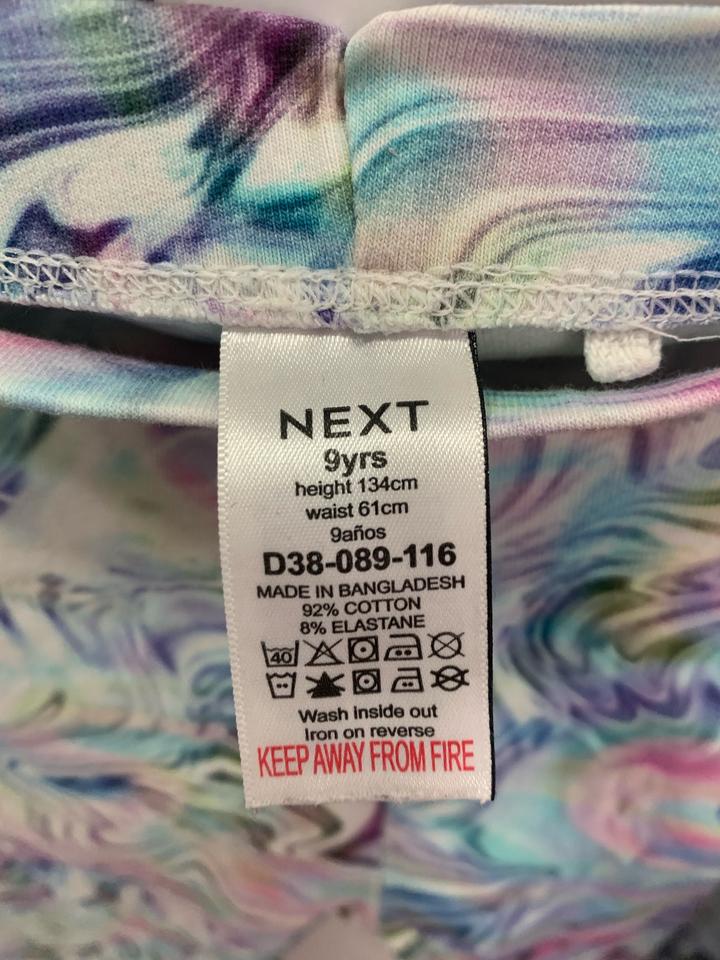 NEXT
9yrs
height 134cm
waist 61cm
9años
D38-089-116
MADE IN BANGLADESH
92% COTTON
8% ELASTANE
40
Wash inside out
Iron on reverse
KEEP AWAY FROM FIRE